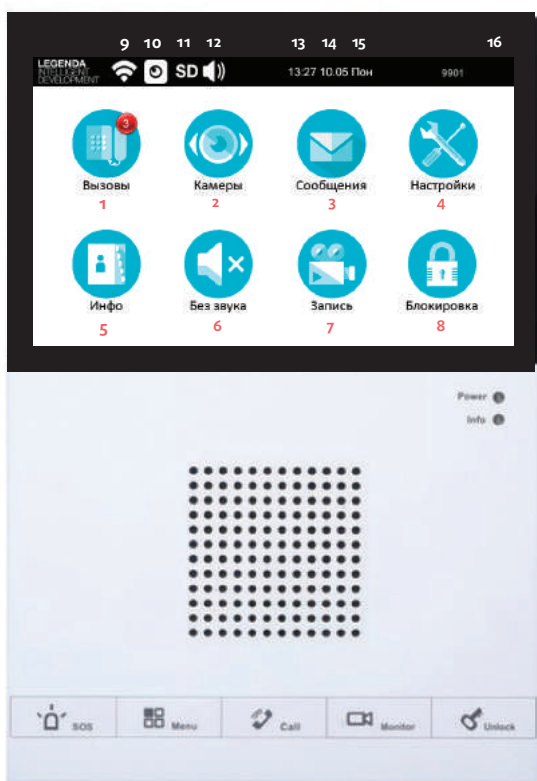 9 10 11 12 13 14 15 16
LEGENDA
INTELLIGENT
DEVELOPMENT
SD 13:27 10.05 Пон 9901
3
Вызовы Камеры Сообщения Настройки
1 2 3 4
Инфо Без звука Запись Блокировка
5 6 7 8
Power
Info
SOS Menu Call Monitor Unlock